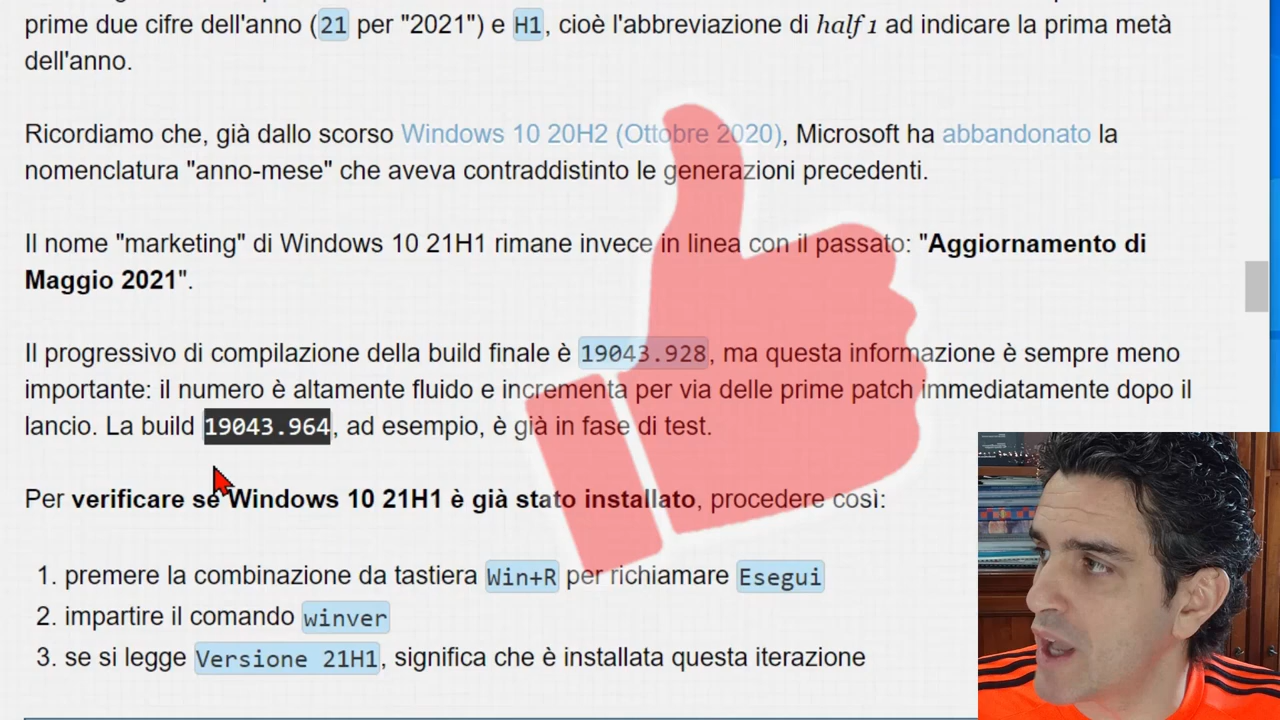 prime due cifre dell'anno (21 per "2021") e H1, cioè l'abbreviazione di half 1 ad indicare la prima metà
dell'anno.
Ricordiamo che, già dallo scorso Windows 10 20H2 (Ottobre 2020), Microsoft ha abbandonato la
nomenclatura "anno-mese" che aveva contraddistinto le generazioni precedenti.
Il nome "marketing" di Windows 10 21H1 rimane invece in linea con il passato: "Aggiornamento di
Maggio 2021".
Il progressivo di compilazione della build finale è 19043.928, ma questa informazione è sempre meno
importante: il numero è altamente fluido e incrementa per via delle prime patch immediatamente dopo il
lancio. La build 19043.964, ad esempio, è già in fase di test.
Per verificare se Windows 10 21H1 è già stato installato, procedere così:
1. premere la combinazione da tastiera Win+R per richiamare Esegui
2. impartire il comando winver
3. se si legge Versione 21H1, significa che è installata questa iterazione